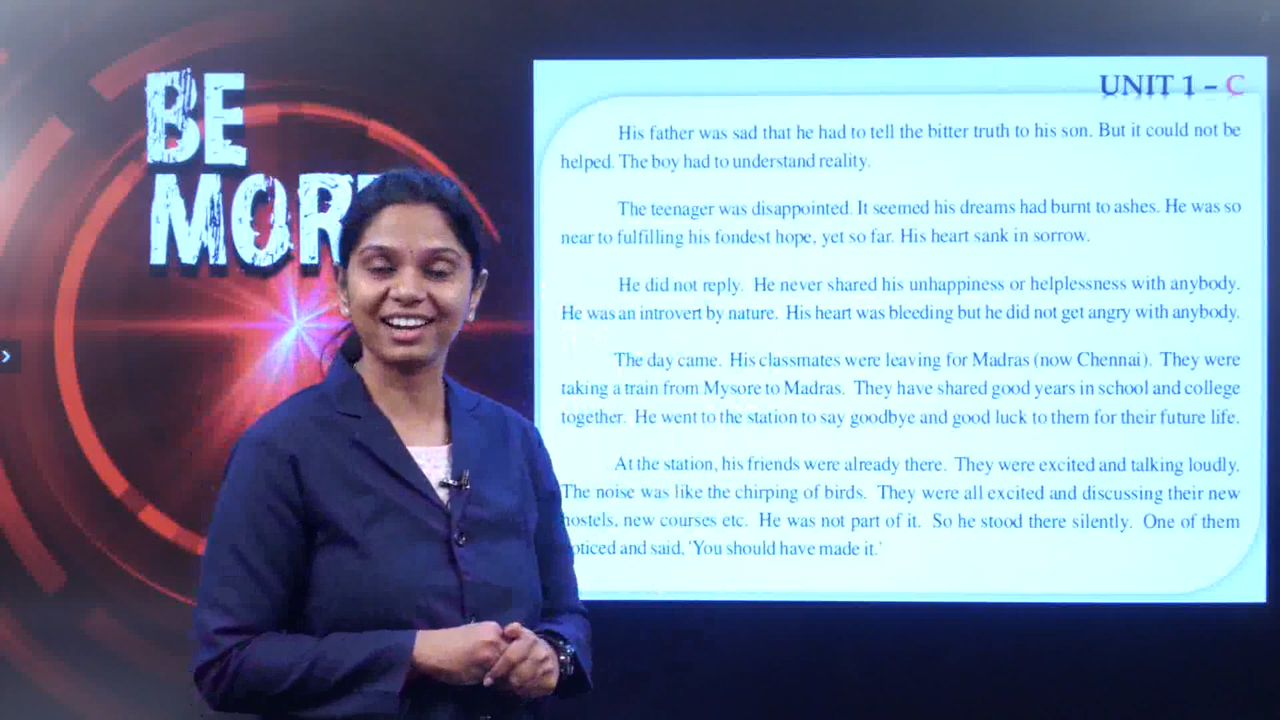 BE
MOR
UNIT 1 – C
His father was sad that he had to tell the bitter truth to his son. But it could not be
helped. The boy had to understand reality.
The teenager was disappointed. It seemed his dreams had burnt to ashes. He was so
near to fulfilling his fondest hope, yet so far. His heart sank in sorrow.
He did not reply. He never shared his unhappiness or helplessness with anybody.
He was an introvert by nature. His heart was bleeding but he did not get angry with anybody.
The day came. His classmates were leaving for Madras (now Chennai). They were
taking a train from Mysore to Madras. They have shared good years in school and college
together. He went to the station to say goodbye and good luck to them for their future life.
At the station, his friends were already there. They were excited and talking loudly.
The noise was like the chirping of birds. They were all excited and discussing their new
hostels, new courses etc. He was not part of it. So he stood there silently. One of them
oticed and said, 'You should have made it.'